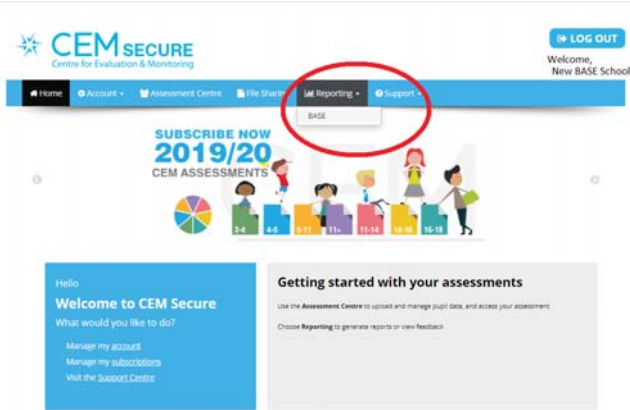 CEM SECURE
Centre for Evaluation & Monitoring
LOG OUT
Welcome,
New BASE School
Home Account Assessment Centre File Sharing Reporting Support
BASE
SUBSCRIBE NOW
2019/20
CEM ASSESSMENTS
CEM
3-4 4-5 5-11 11+ 11-14 14-16 16-18
Hello
Welcome to CEM Secure
What would you like to do?
Manage my account
Manage my subscriptions
Visit the Support Centre
Getting started with your assessments
Use the Assessment Centre to upload and manage pupil data, and access your assessment
Choose Reporting to generate reports or view feedback